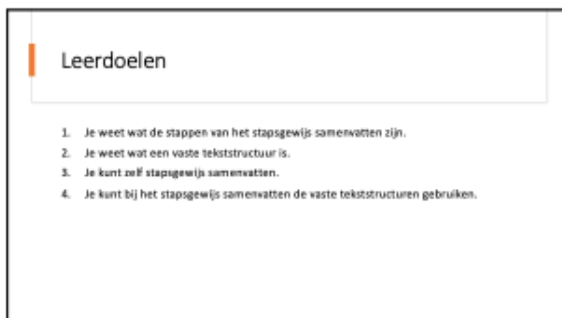 Leerdoelen
1. Je weet wat de stappen van het stapsgewijs samenvatten zijn.
2. Je weet wat een vaste tekststructuur is.
3. Je kunt zelf stapsgewijs samenvatten.
4. Je kunt bij het stapsgewijs samenvatten de vaste tekststructuren gebruiken.